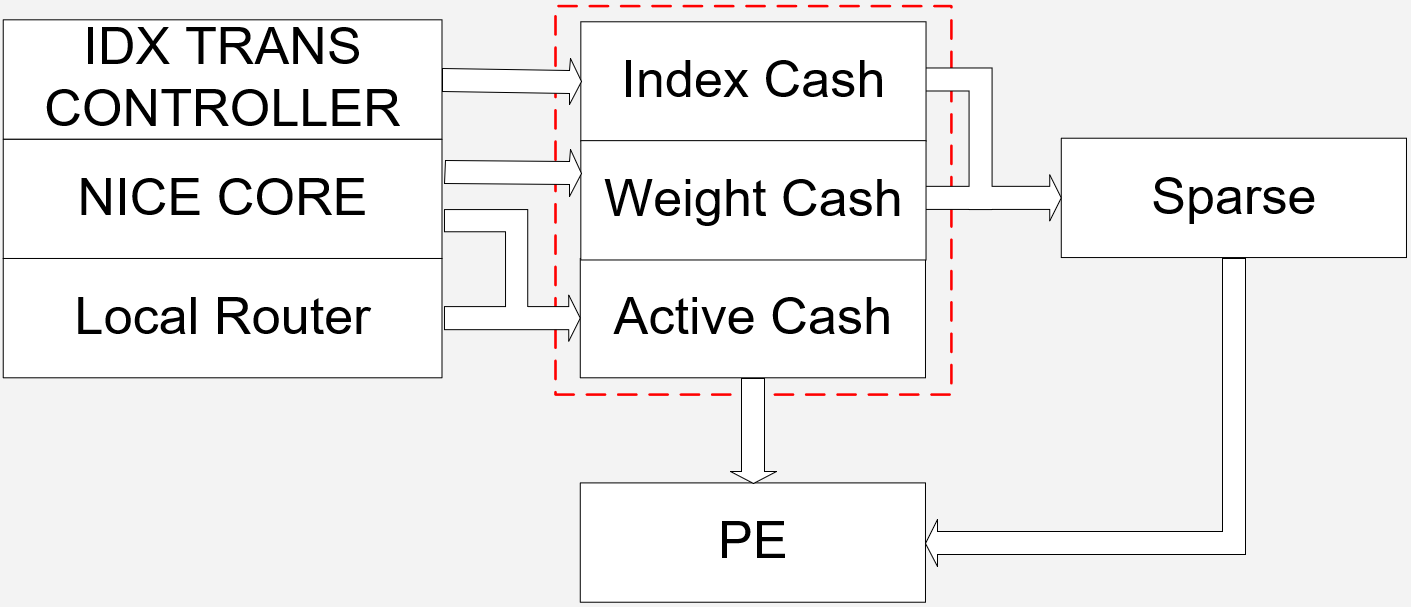 IDX TRANS
CONTROLLER
NICE CORE
Local Router
Index Cash
Weight Cash
Active Cash
Sparse
PE